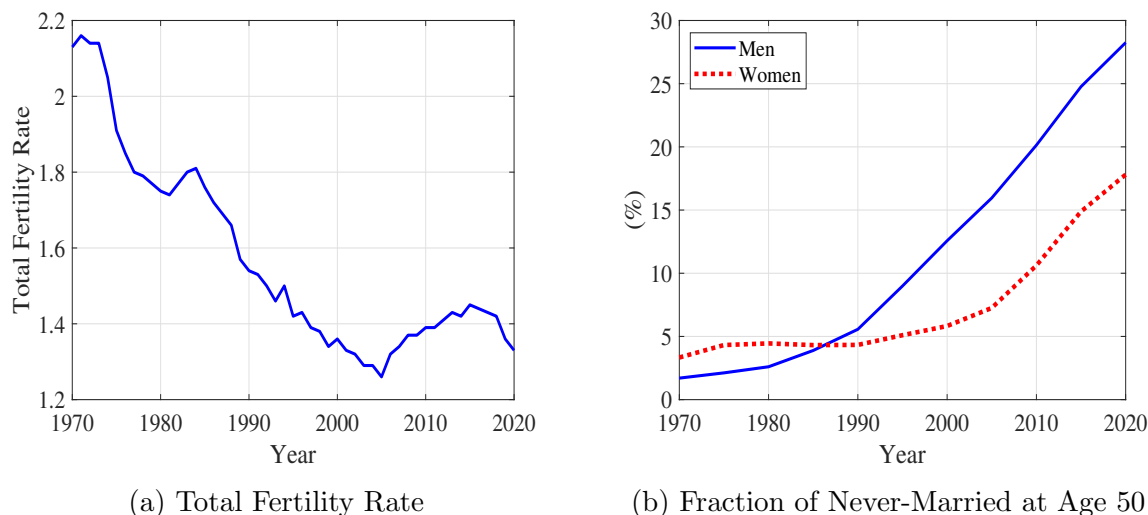 2.2
2
1.8
1.6
1.4
1.2
Total Fertility Rate
1970 1980 1990 2000 2010 2020
Year
(a) Total Fertility Rate
30
25
20
15
10
5
0
(%)
Men
Women
1970 1980 1990 2000 2010 2020
Year
(b) Fraction of Never-Married at Age 50